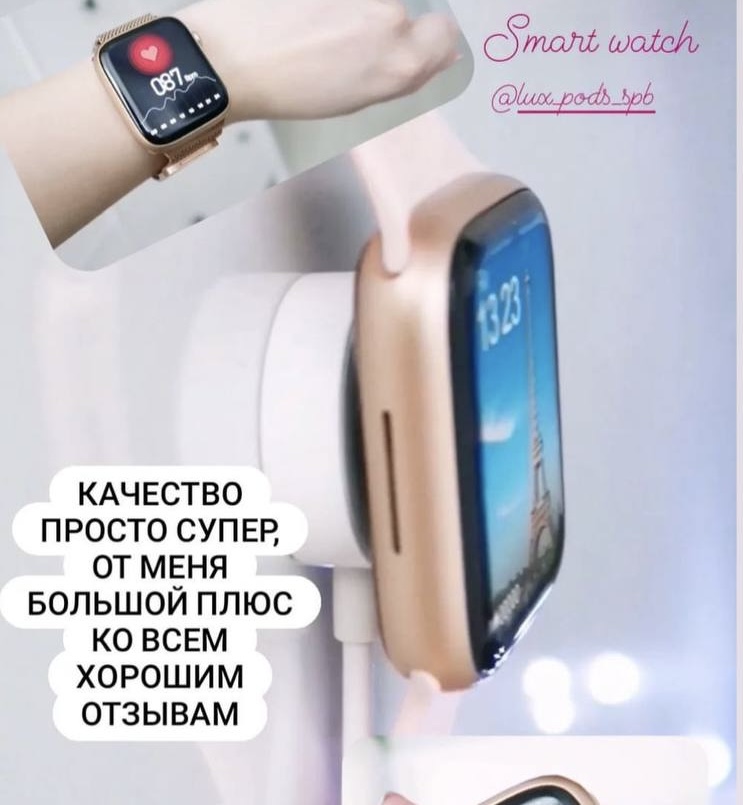 Smart watch
@lux_pods_spb
087
13 23
КАЧЕСТВО
ПРОСТО СУПЕР,
ОТ МЕНЯ
БОЛЬШОЙ ПЛЮС
КО ВСЕМ
ХОРОШИМ
ОТЗЫВАМ